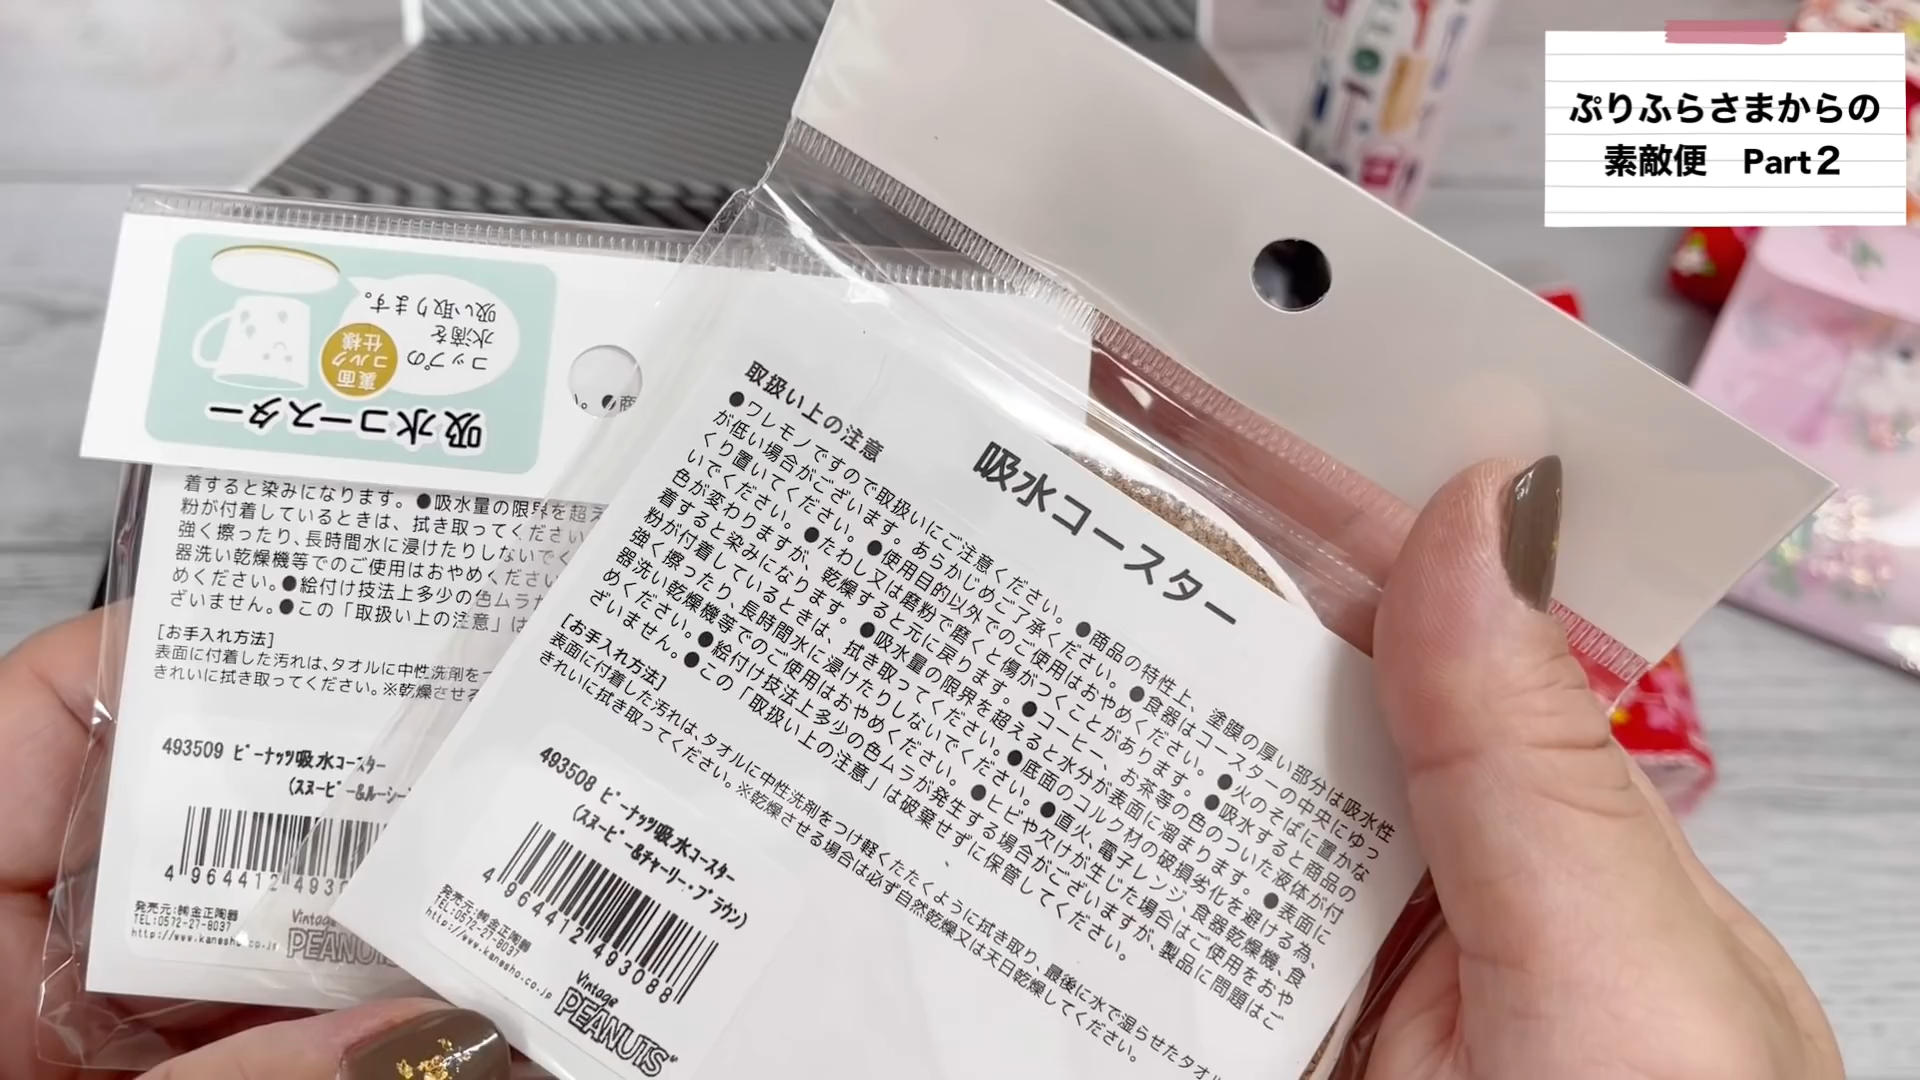 ぷりふらさまからの
素敵便 Part2
コップの
水滴を
吸い取ります。
裏面
コルク
仕様
吸水コースター
着すると染みになります。●吸水量の限界を超え
粉が付着しているときは、拭き取ってください
強く擦ったり、長時間水に浸けたりしないでく
器洗い乾燥機等でのご使用はおやめください
めください。●絵付け技法上多少の色ムラが
ざいません。●この「取扱い上の注意」は
[お手入れ方法]
表面に付着した汚れは、タオルに中性洗剤をつ
きれいに拭き取ってください。※乾燥させる
493509 ピーナッツ吸水コースター
(スヌーピー&ルーシー
4 964412 4930
発売元:㈱金正陶器
TEL:0572-27-8037
http://www.kanesho.co.jp
Vintage
PEANUTS
吸水コースター
取扱い上の注意
●ワレモノですので取扱いにご注意ください。●商品の特性上、塗膜の厚い部分は吸水性
が低い場合がございます。あらかじめご了承ください。●食器はコースターの中央にゆっ
くり置いてください。●使用目的以外でのご使用はおやめください。●火のそばに置かな
いでください。●たわし又は磨粉で磨くと傷がつくことがあります。●吸水すると商品の
色が変わりますが、乾燥すると元に戻ります。●コーヒー、お茶等の色のついた液体が付
着すると染みになります。●吸水量の限界を超えると水分が表面に溜まります。●表面に
粉が付着しているときは、拭き取ってください。●底面のコルク材の破損劣化を避ける為、
強く擦ったり、長時間水に浸けたりしないでください。●直火、電子レンジ、食器乾燥機、食
器洗い乾燥機等でのご使用はおやめください。●ヒビや欠けが生じた場合はご使用をおや
めください。●絵付け技法上多少の色ムラが発生する場合がございますが、製品に問題はご
ざいません。●この「取扱い上の注意」は破棄せずに保管してください。
[お手入れ方法]
表面に付着した汚れは、タオルに中性洗剤をつけ軽くたたくように拭き取り、最後に水で湿らせたタオル
きれいに拭き取ってください。※乾燥させる場合は必ず自然乾燥又は天日乾燥してください。
493508 ピーナッツ吸水コースター
(スヌーピー&チャーリー・ブラウン)
4 964412 493088
発売元:㈱金正陶器
TEL:0572-27-8037
http://www.kanesho.co.jp
Vintage
PEANUTS